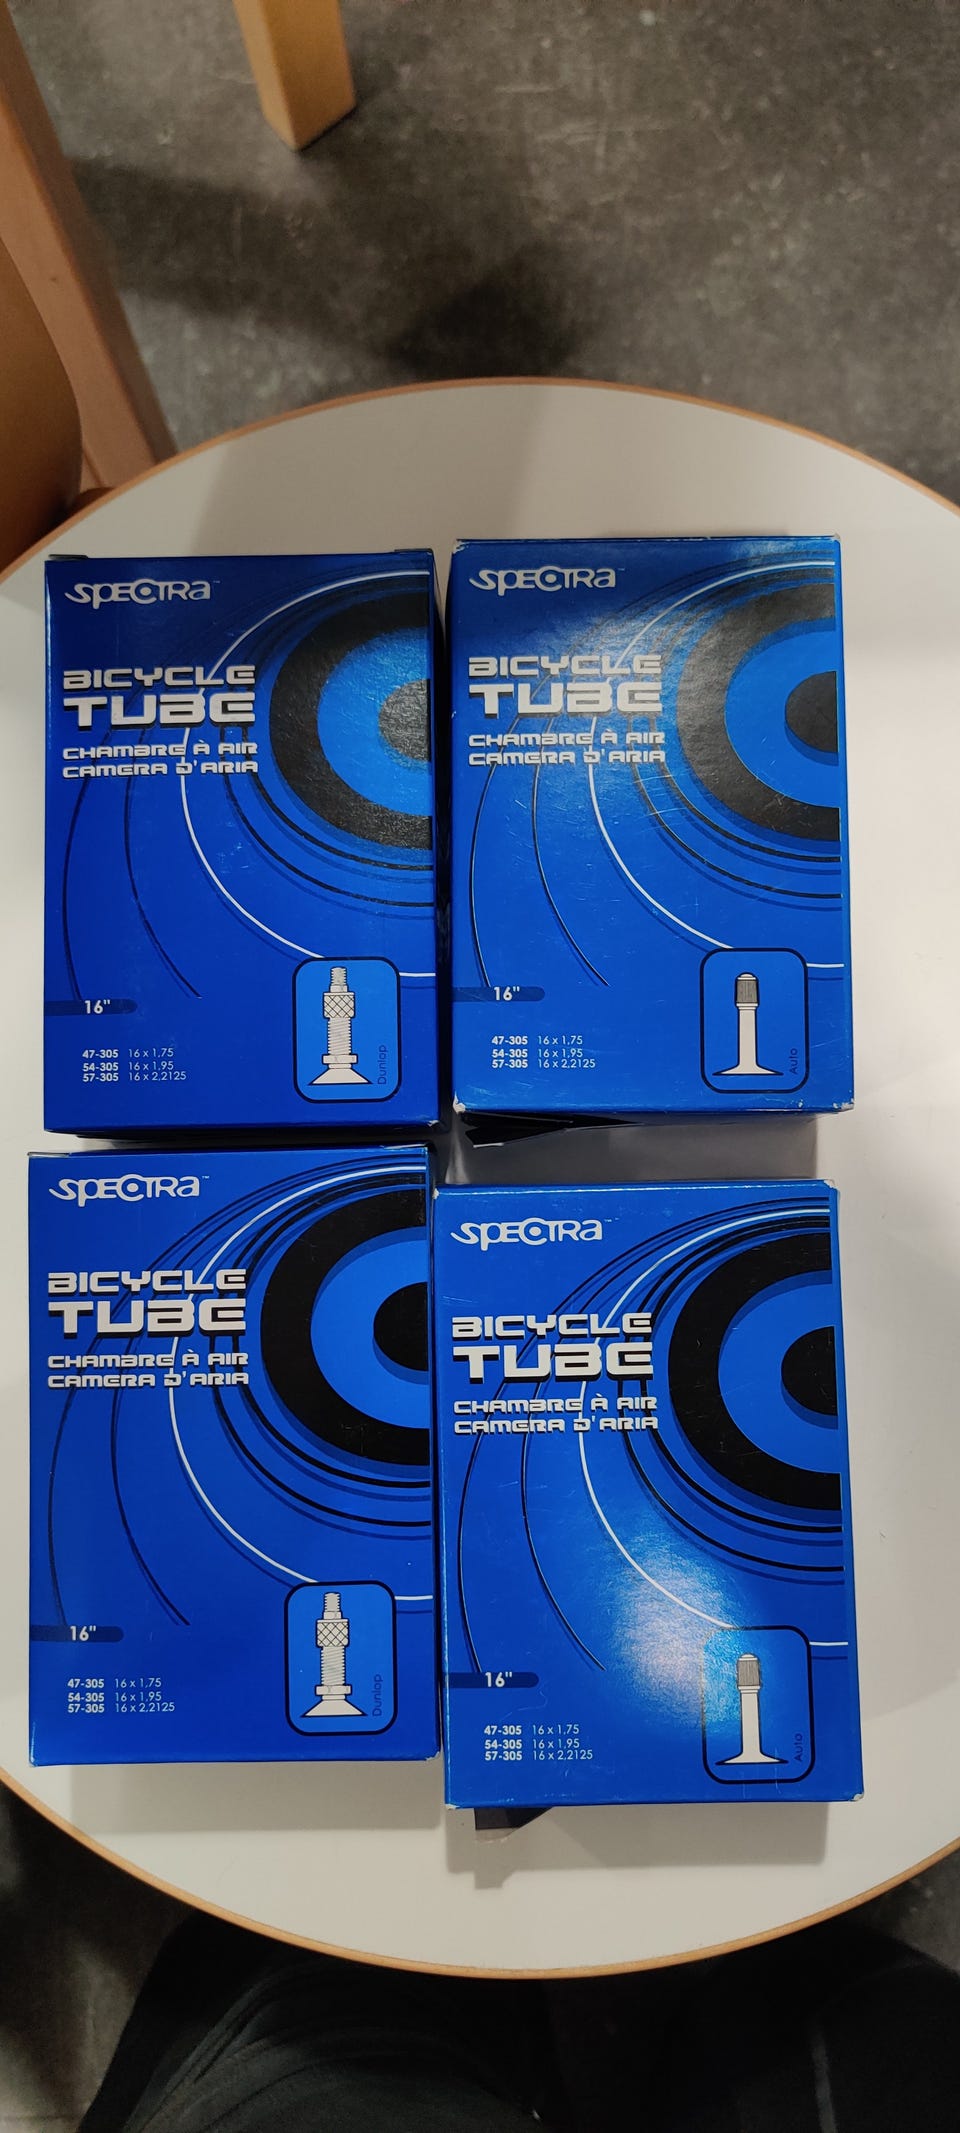 SPECTRA™
BICYCLE
TUBE
CHAMBRE À AIR
CAMERA D'ARIA
16"
47-305 16 x 1,75
54-305 16 x 1,95
57-305 16 x 2,2125
Dunlop
SPECTRA™
BICYCLE
TUBE
CHAMBRE À AIR
CAMERA D'ARIA
16"
47-305 16 x 1,75
54-305 16 x 1,95
57-305 16 x 2,2125
Auto
SPECTRA™
BICYCLE
TUBE
CHAMBRE À AIR
CAMERA D'ARIA
16"
47-305 16 x 1,75
54-305 16 x 1,95
57-305 16 x 2,2125
Dunlop
SPECTRA™
BICYCLE
TUBE
CHAMBRE À AIR
CAMERA D'ARIA
16"
47-305 16 x 1,75
54-305 16 x 1,95
57-305 16 x 2,2125
Auto